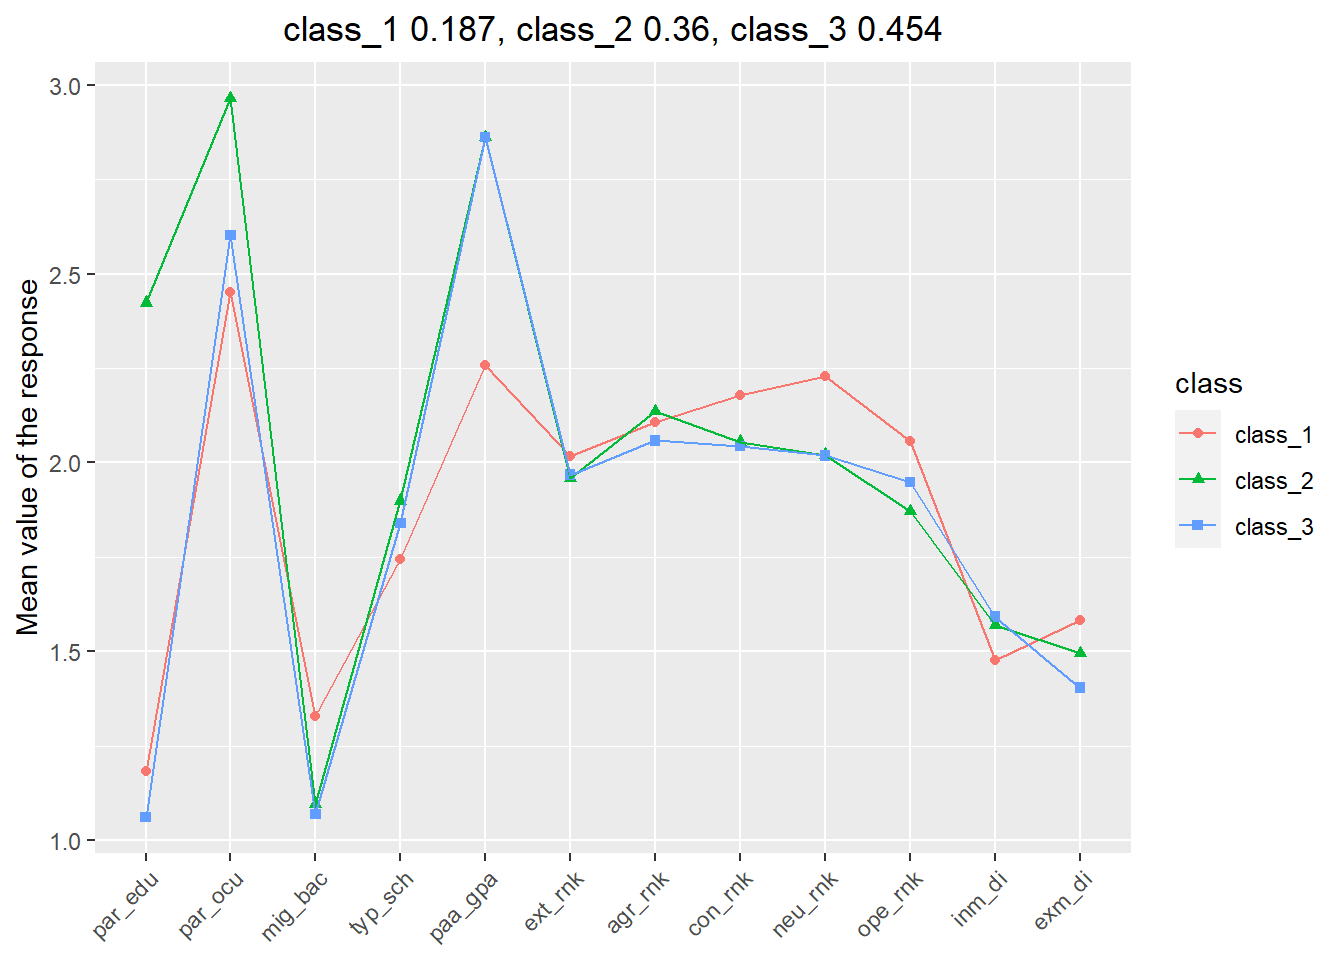 class_1 0.187, class_2 0.36, class_3 0.454
Mean value of the response
3.0
2.5
2.0
1.5
1.0
par_edu
par_ocu
mig_bac
typ_sch
paa_gpa
ext_rnk
agr_rnk
con_rnk
neu_rnk
ope_rnk
inm_di
exm_di
class
class_1
class_2
class_3